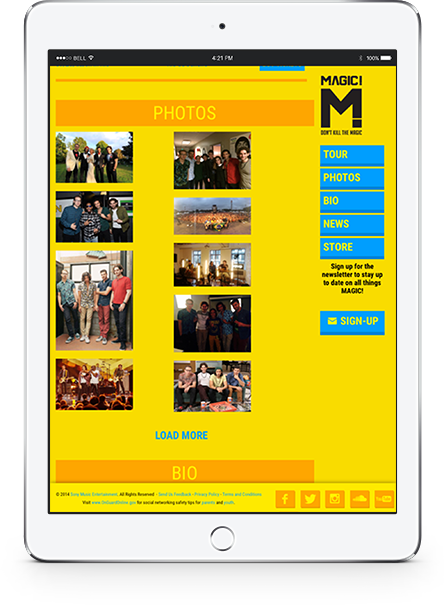 BELL
4:21 PM
100%
PHOTOS
MAGIC!
M!
DON'T KILL THE MAGIC
TOUR
PHOTOS
BIO
NEWS
STORE
Sign up for the
newsletter to stay up
to date on all things
MAGIC!
SIGN-UP
LOAD MORE
BIO
© 2014 Sony Music Entertainment. All Rights Reserved - Send Us Feedback - Privacy Policy - Terms and Conditions
Visit www.OnGuardOnline.gov for social networking safety tips for parents and youth.
f
You Tube